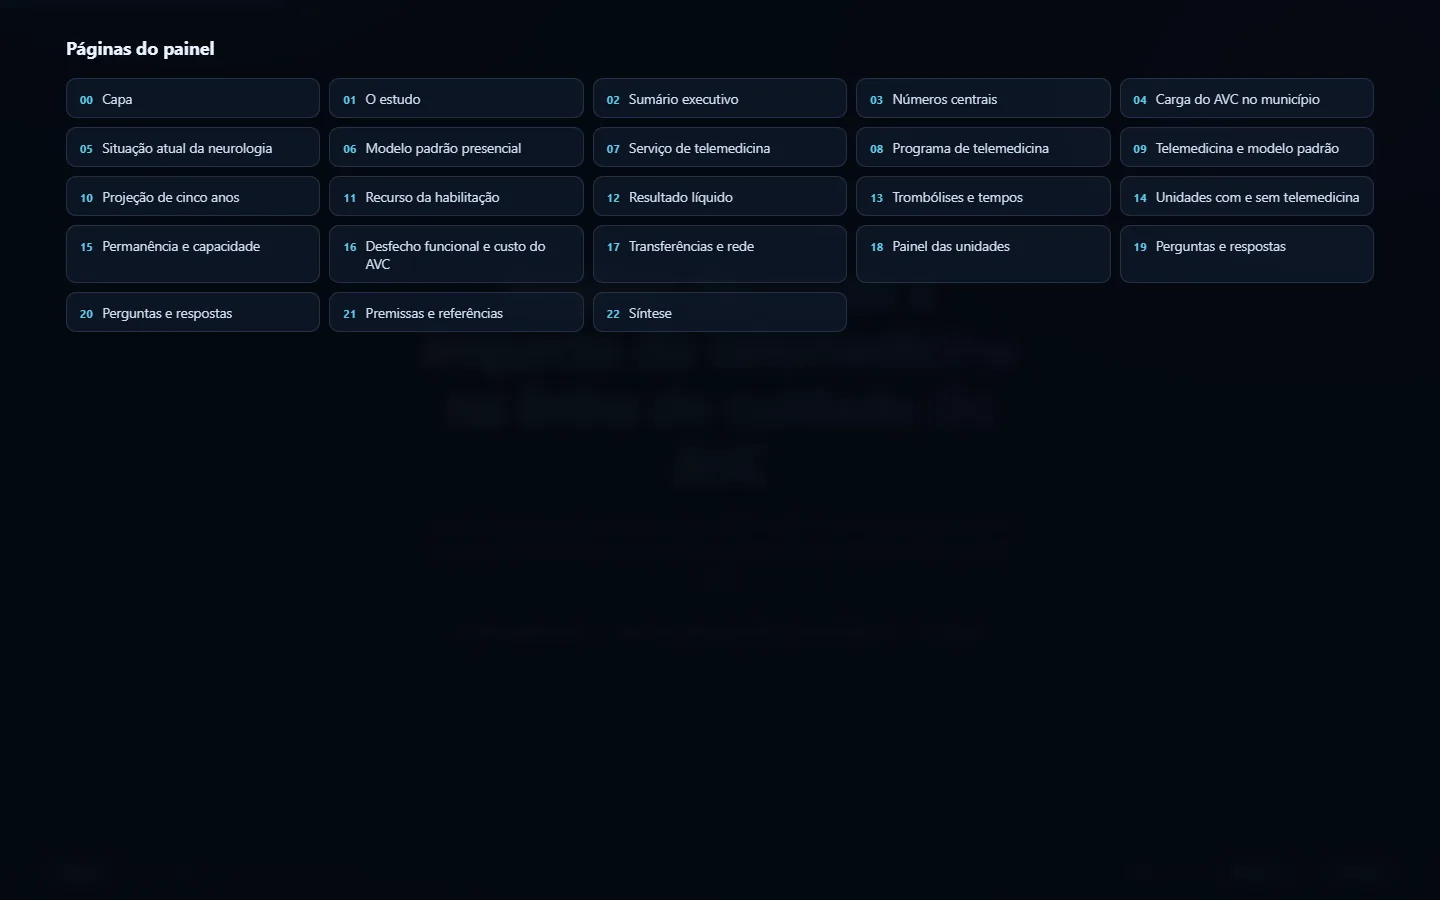 Páginas do painel
00 Capa
01 O estudo
02 Sumário executivo
03 Números centrais
04 Carga do AVC no município
05 Situação atual da neurologia
06 Modelo padrão presencial
07 Serviço de telemedicina
08 Programa de telemedicina
09 Telemedicina e modelo padrão
10 Projeção de cinco anos
11 Recurso da habilitação
12 Resultado líquido
13 Trombólises e tempos
14 Unidades com e sem telemedicina
15 Permanência e capacidade
16 Desfecho funcional e custo do
AVC
17 Transferências e rede
18 Painel das unidades
19 Perguntas e respostas
20 Perguntas e respostas
21 Premissas e referências
22 Síntese